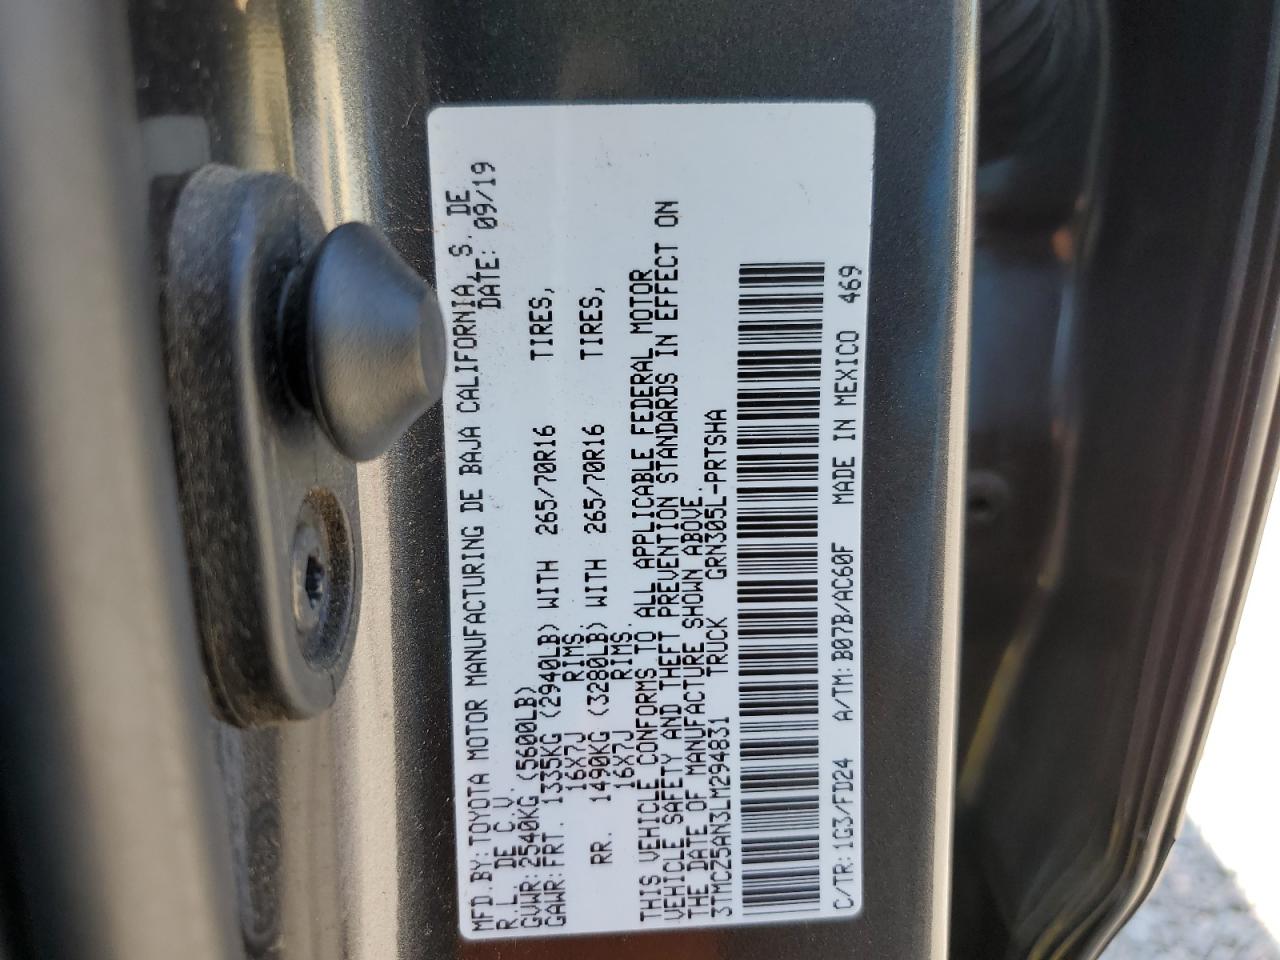 MFD.BY: TOYOTA MOTOR MANUFACTURING DE BAJA CALIFORNIA, S. DE
R.L. DE C.V. DATE: 09/19
GVWR: 2540KG (5600LB)
GAWR: FRT. 1335KG (2940LB) WITH 265/70R16 TIRES,
16X7J RIMS.
RR. 1490KG (3280LB) WITH 265/70R16 TIRES,
16X7J RIMS.
THIS VEHICLE CONFORMS TO ALL APPLICABLE FEDERAL MOTOR
VEHICLE SAFETY AND THEFT PREVENTION STANDARDS IN EFFECT ON
THE DATE OF MANUFACTURE SHOWN ABOVE.
3TMCZ5AN3LM294831 TRUCK GRN305L-PRTSHA
C/TR: 1G3/FD24 A/TM: B07B/AC60F MADE IN MEXICO 469